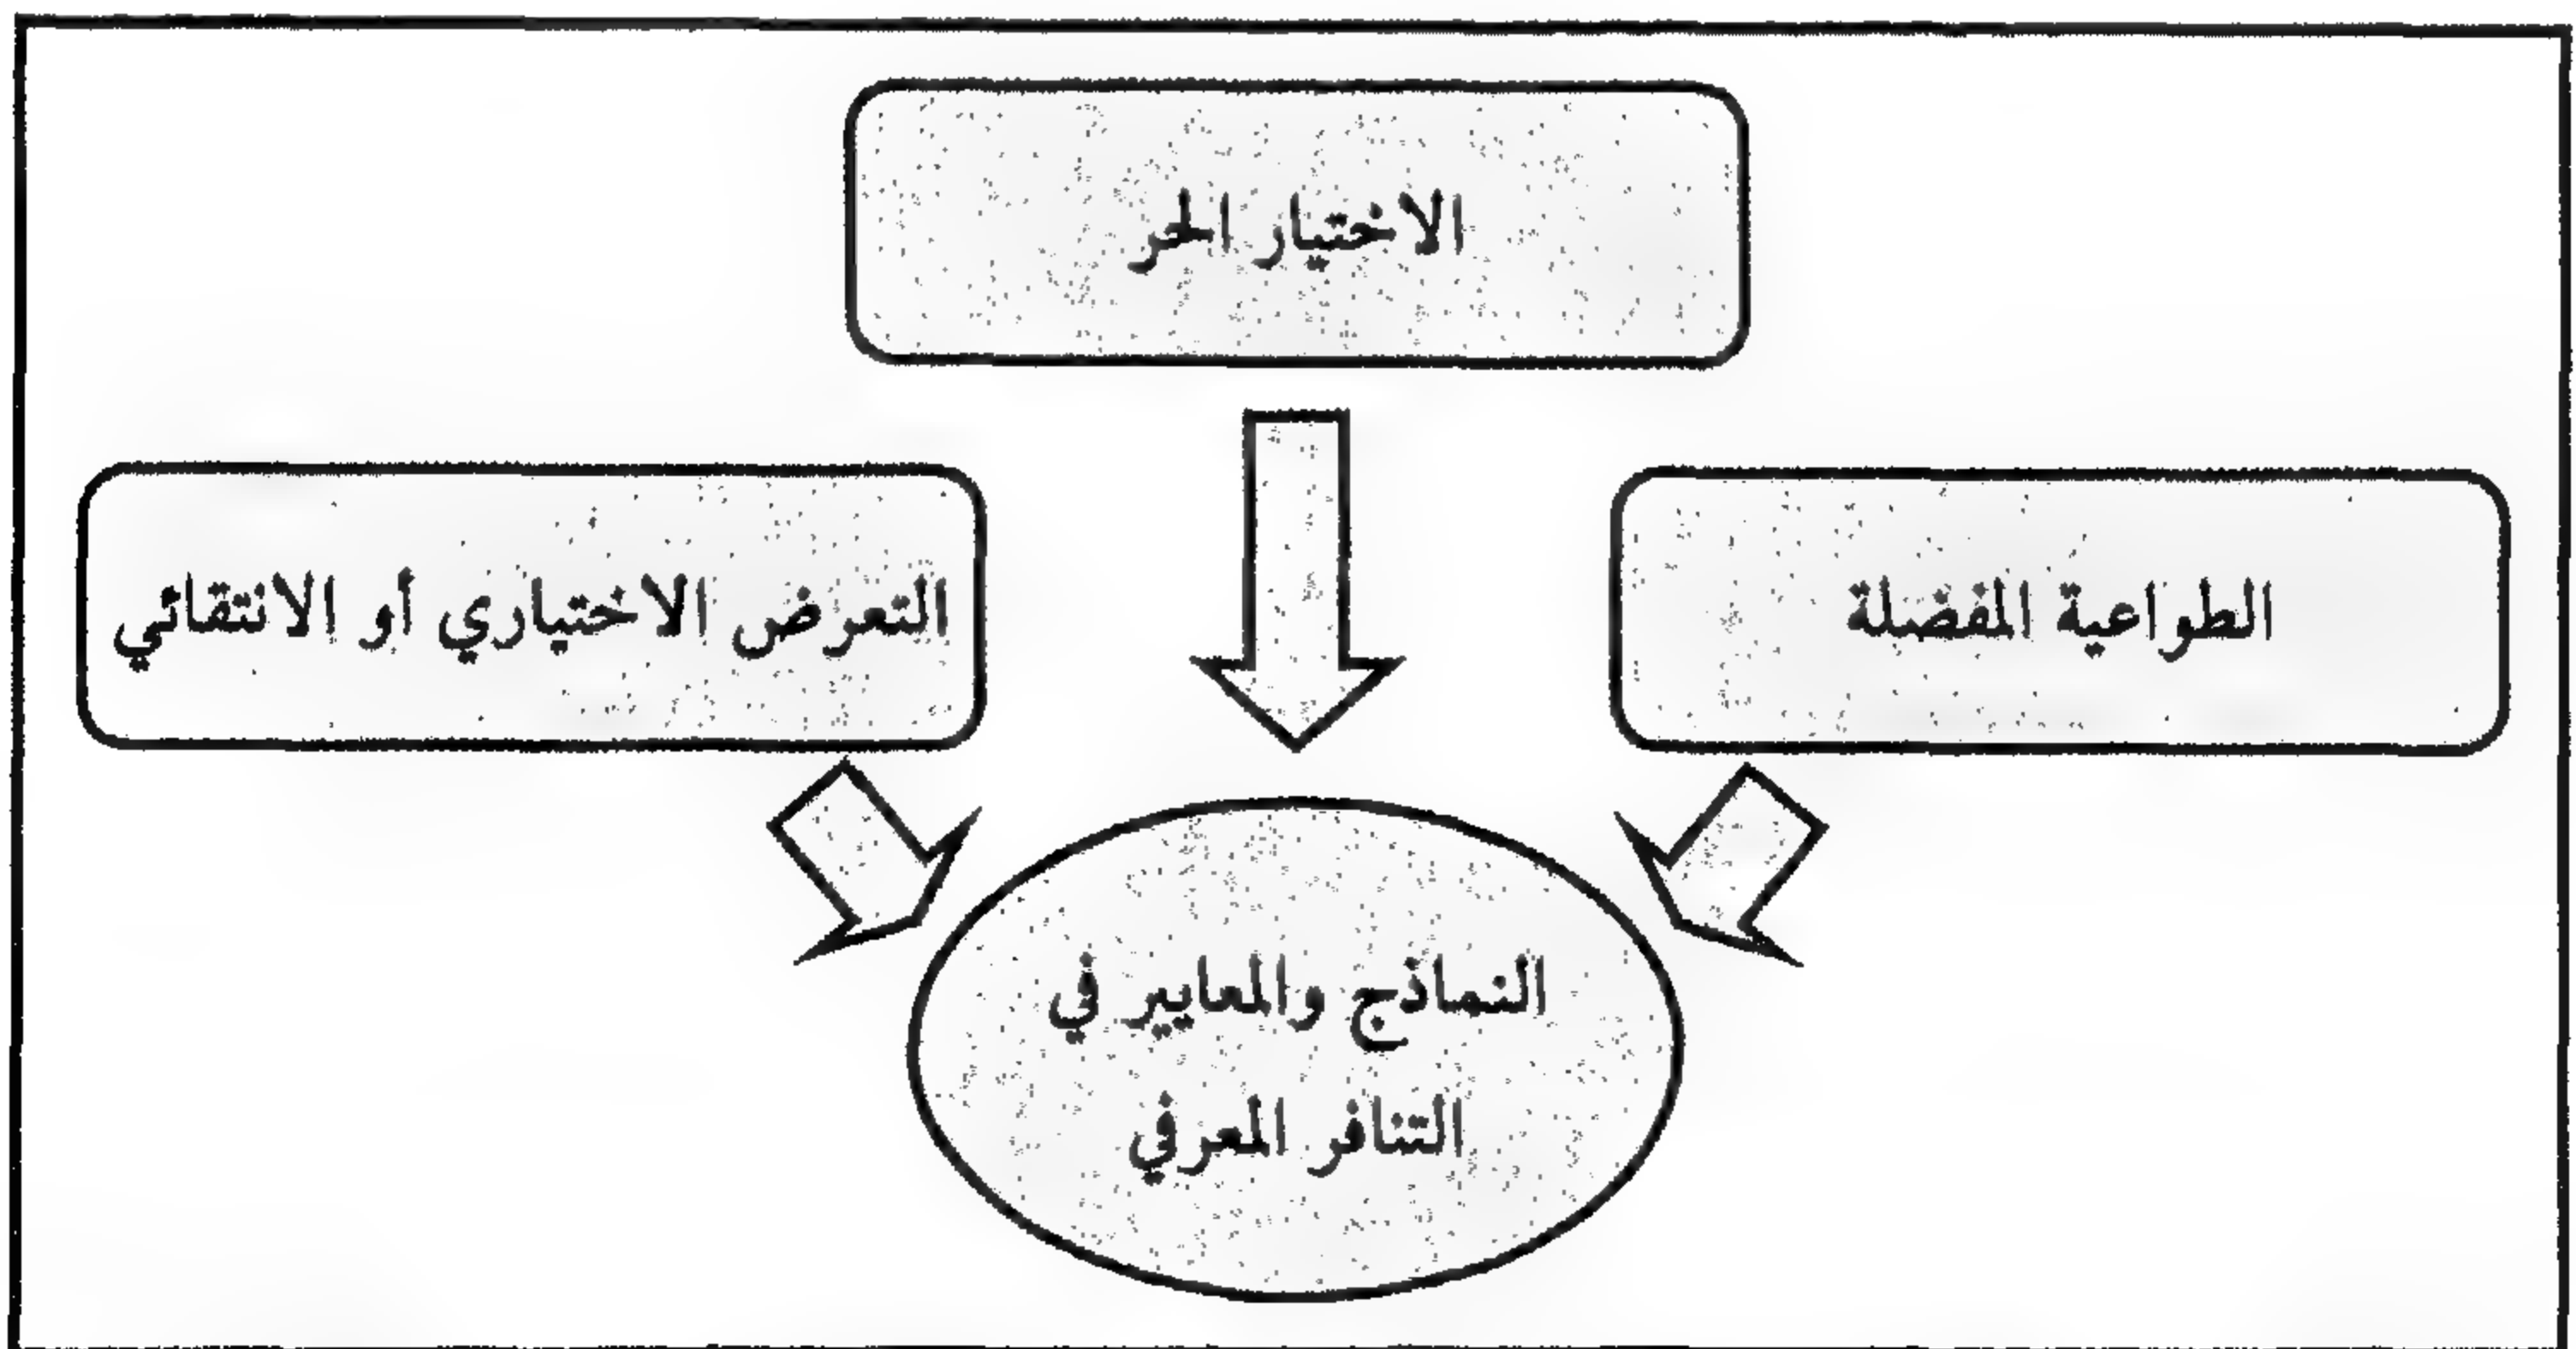 الاختيار الحر
الطواعية المفضلة
التعرض الاختياري أو الانتقائي
النماذج والمعايير في
التنافر المعرفي